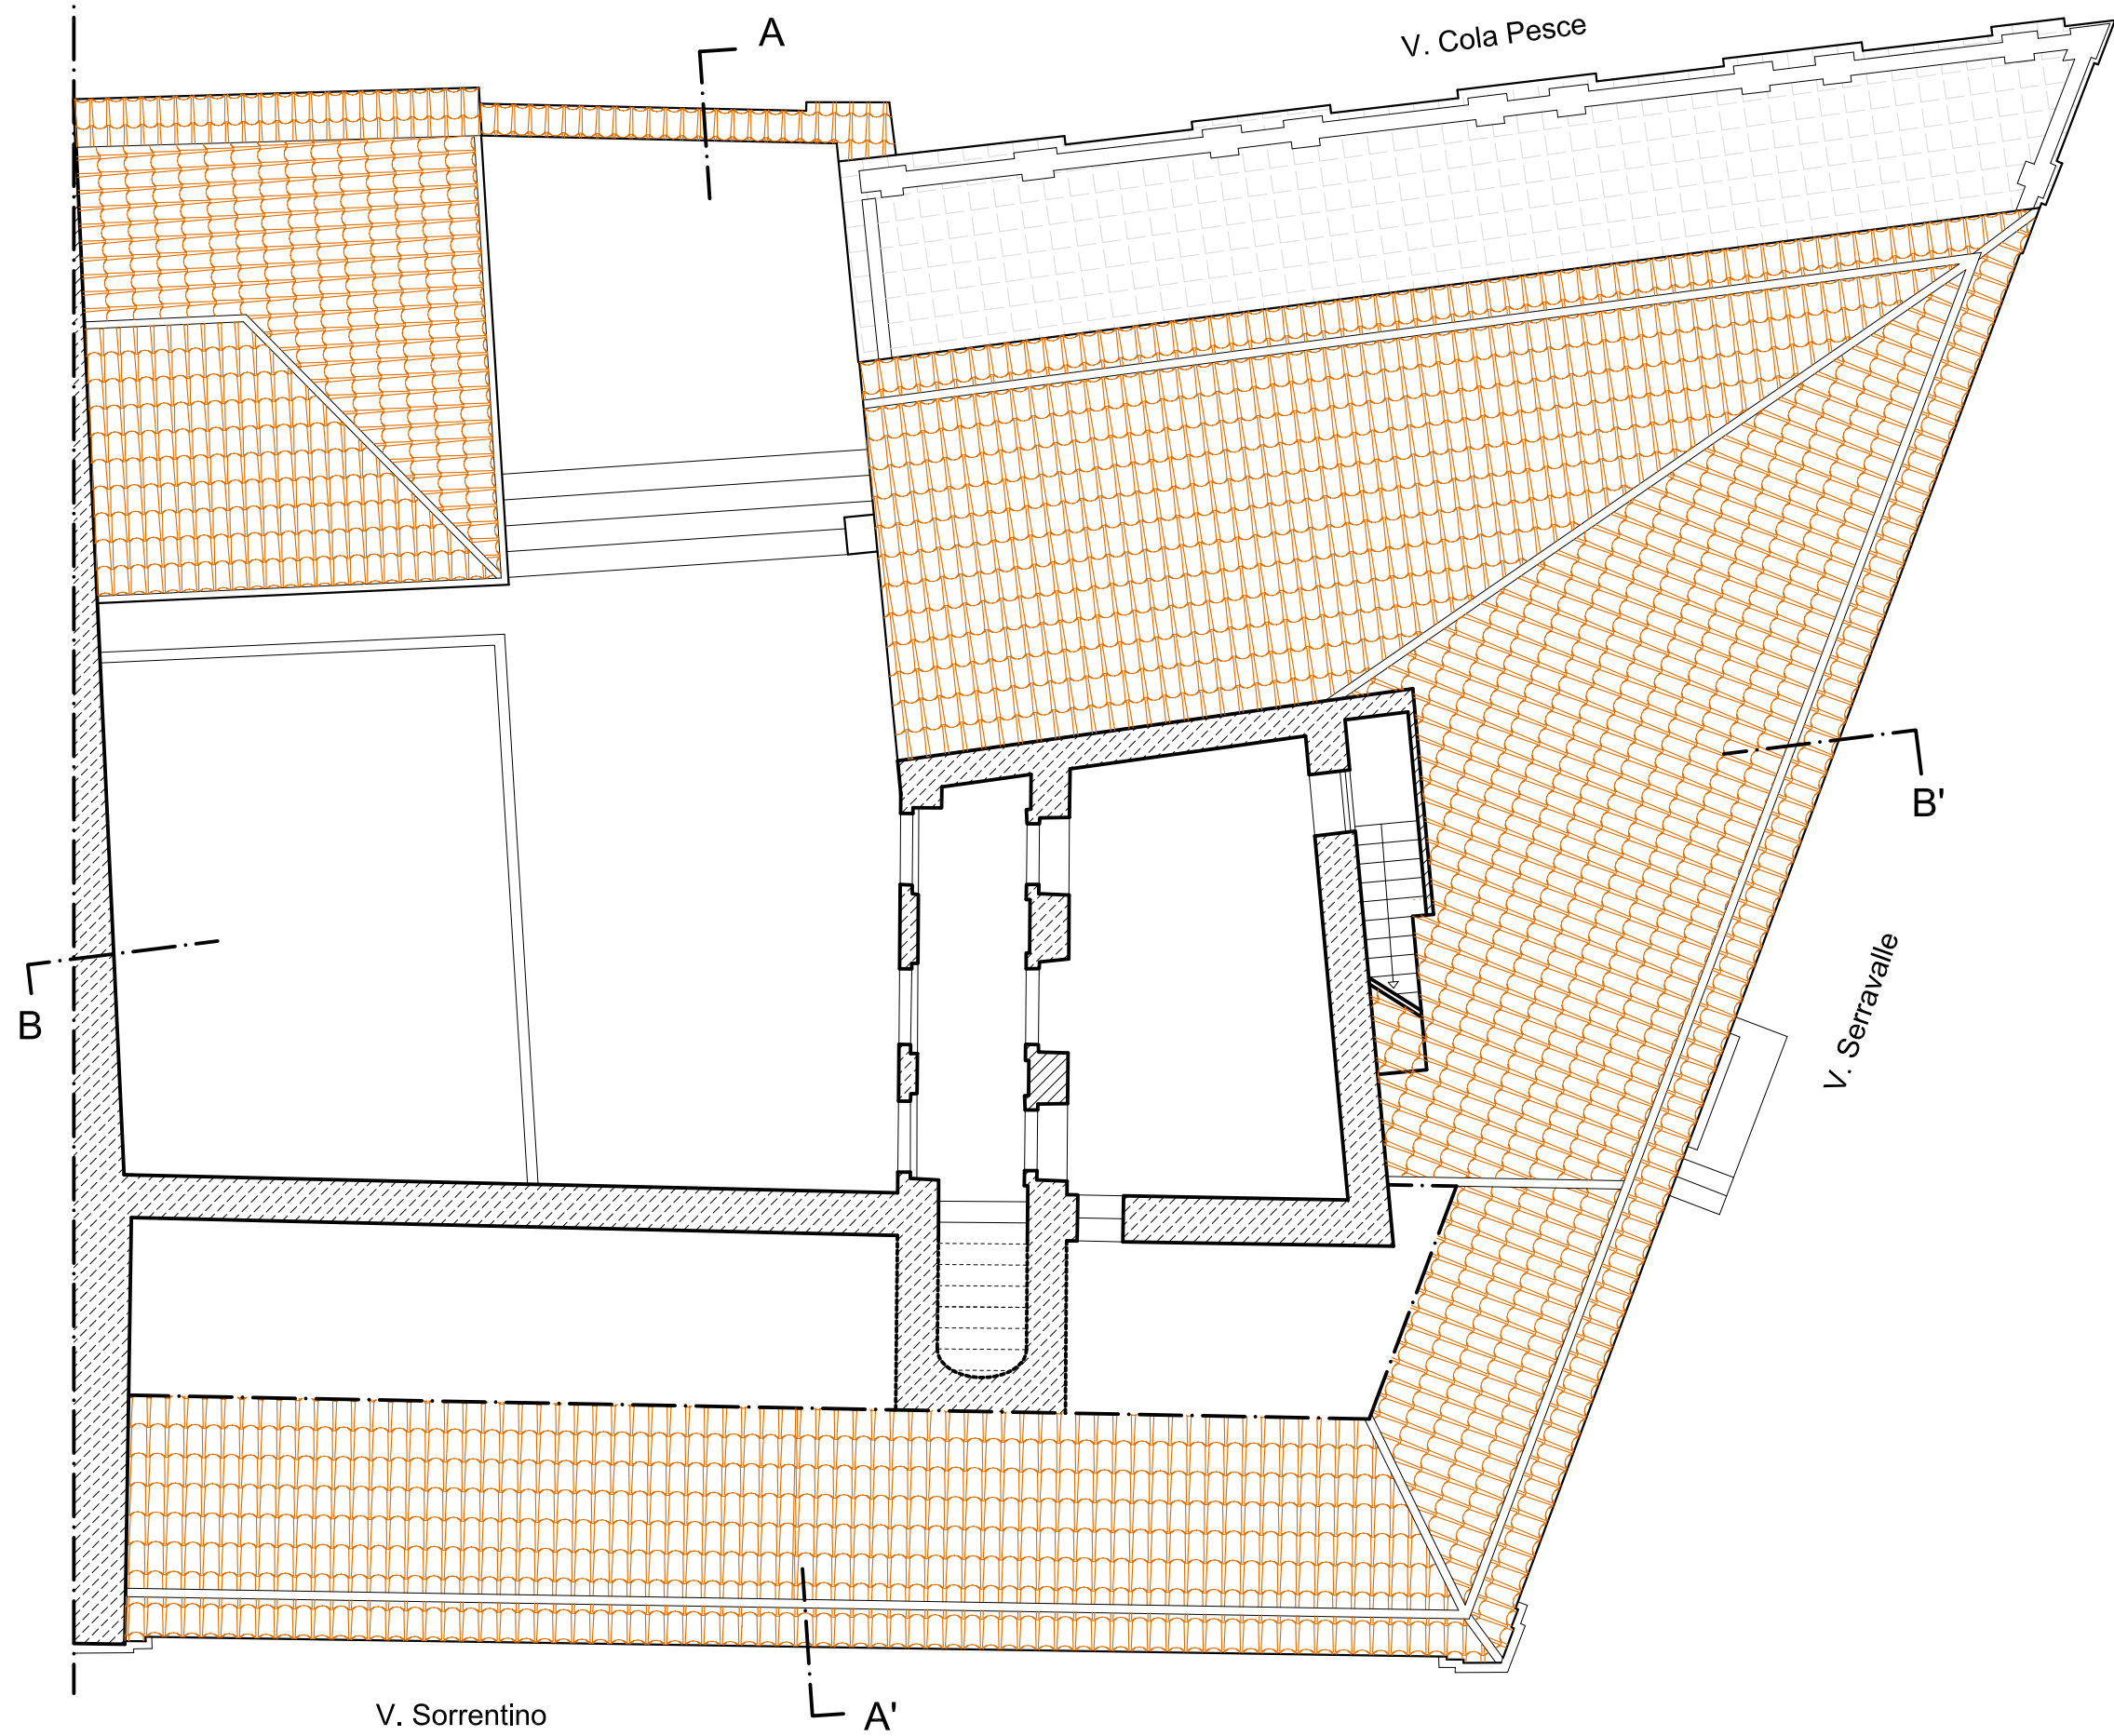 A
V. Cola Pesce
B'
V. Serravalle
B
V. Sorrentino
A'